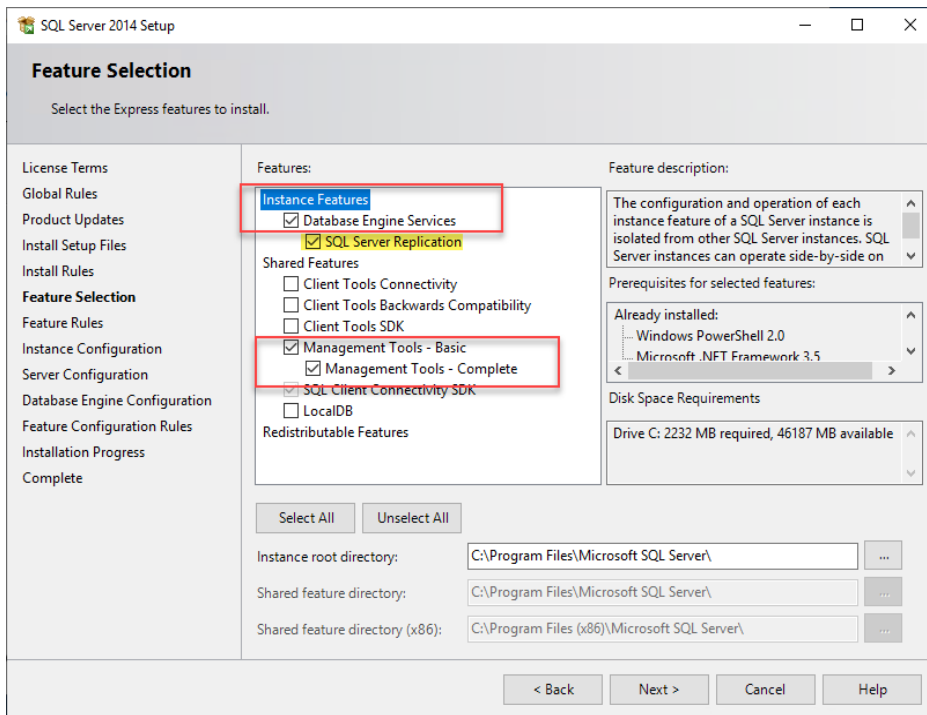 SQL Server 2014 Setup
Feature Selection
Select the Express features to install.
License Terms
Global Rules
Product Updates
Install Setup Files
Install Rules
Feature Selection
Feature Rules
Instance Configuration
Server Configuration
Database Engine Configuration
Feature Configuration Rules
Installation Progress
Complete
Features:
Instance Features
Database Engine Services
SQL Server Replication
Shared Features
Client Tools Connectivity
Client Tools Backwards Compatibility
Client Tools SDK
Management Tools - Basic
Management Tools - Complete
SQL Client Connectivity SDK
LocalDB
Redistributable Features
Feature description:
The configuration and operation of each
instance feature of a SQL Server instance is
isolated from other SQL Server instances. SQL
Server instances can operate side-by-side on
Prerequisites for selected features:
Already installed:
Windows PowerShell 2.0
Microsoft .NET Framework 3.5
Disk Space Requirements
Drive C: 2232 MB required, 46187 MB available
Select All
Unselect All
Instance root directory:
C:\Program Files\Microsoft SQL Server\
...
Shared feature directory:
C:\Program Files\Microsoft SQL Server\
...
Shared feature directory (x86):
C:\Program Files (x86)\Microsoft SQL Server\
...
< Back
Next >
Cancel
Help